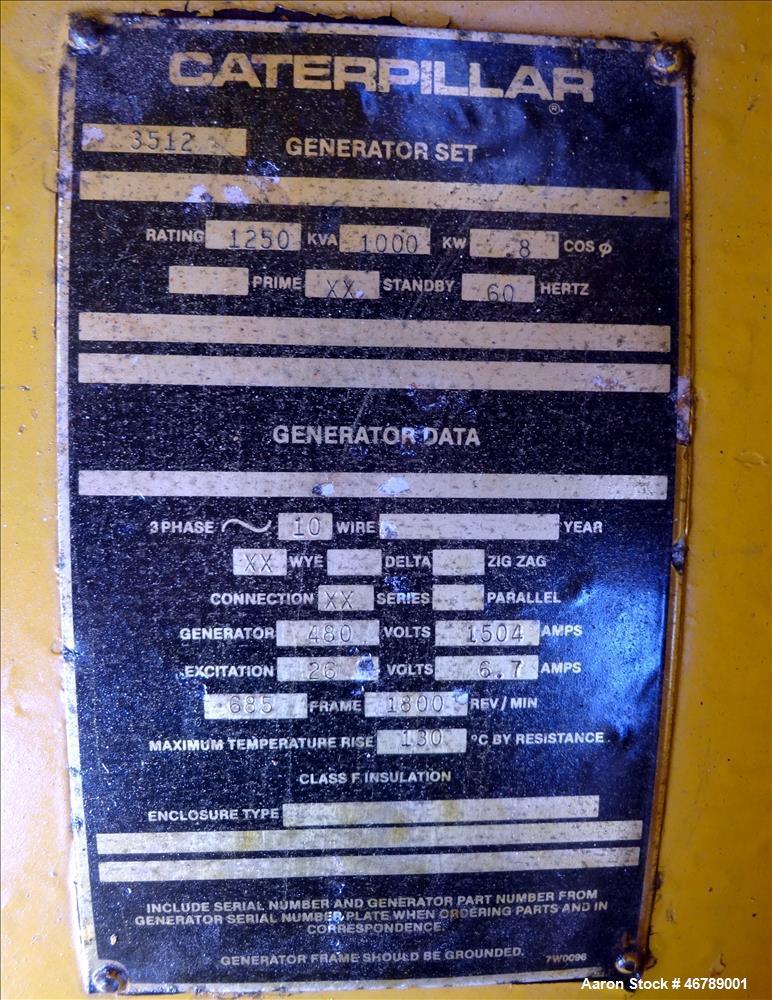 CATERPILLAR ®
3512 GENERATOR SET
RATING 1250 KVA 1000 KW .8 COS ø
PRIME XX STANDBY 60 HERTZ
GENERATOR DATA
3 PHASE ~ 10 WIRE YEAR
XX WYE DELTA ZIG ZAG
CONNECTION XX SERIES PARALLEL
GENERATOR 480 VOLTS 1504 AMPS
EXCITATION 26 VOLTS 6.7 AMPS
685 FRAME 1800 REV/MIN
MAXIMUM TEMPERATURE RISE 130 °C BY RESISTANCE
CLASS F INSULATION
ENCLOSURE TYPE
INCLUDE SERIAL NUMBER AND GENERATOR PART NUMBER FROM
GENERATOR SERIAL NUMBER PLATE WHEN ORDERING PARTS AND IN
CORRESPONDENCE.
GENERATOR FRAME SHOULD BE GROUNDED. 7W0096
Aaron Stock # 46789001